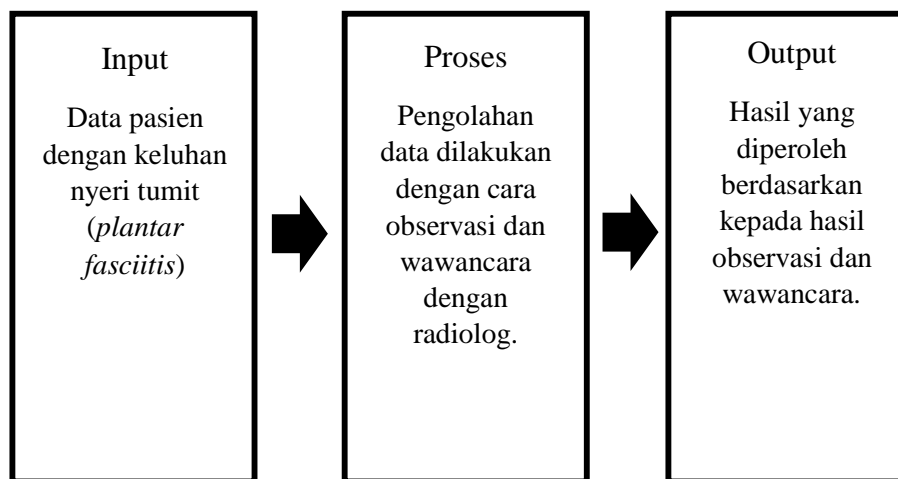 Input
Data pasien
dengan keluhan
nyeri tumit
(plantar
fasciitis)
Proses
Pengolahan
data dilakukan
dengan cara
observasi dan
wawancara
dengan
radiolog.
Output
Hasil yang
diperoleh
berdasarkan
kepada hasil
observasi dan
wawancara.